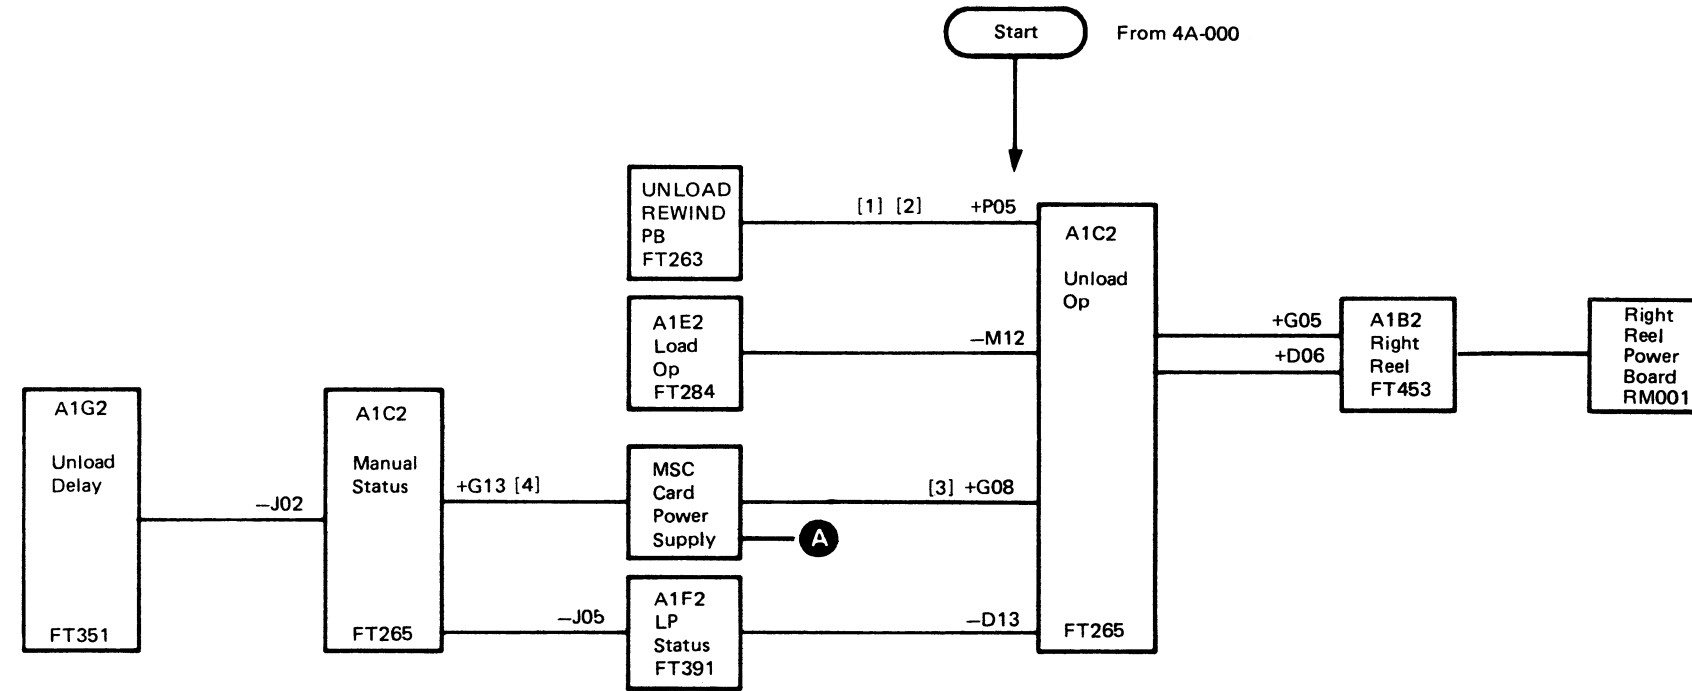 Start
From 4A-000
UNLOAD
REWIND
PB
FT263
[1] [2]
+P05
A1E2
Load
Op
FT284
–M12
A1C2
Unload
Op
FT265
+G05
+D06
A1B2
Right
Reel
FT453
Right
Reel
Power
Board
RM001
A1G2
Unload
Delay
FT351
–J02
A1C2
Manual
Status
FT265
+G13 [4]
MSC
Card
Power
Supply
[3] +G08
A
–J05
A1F2
LP
Status
FT391
–D13